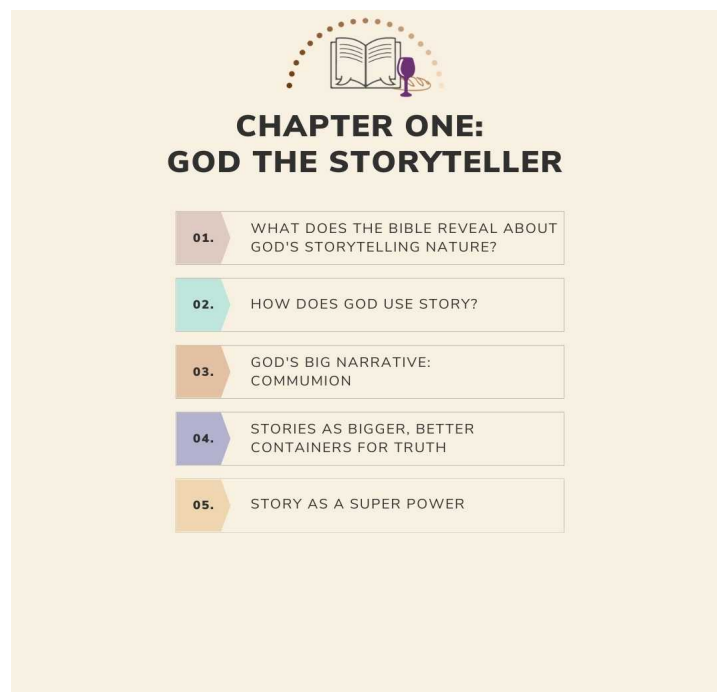 CHAPTER ONE:
GOD THE STORYTELLER
01.
WHAT DOES THE BIBLE REVEAL ABOUT
GOD'S STORYTELLING NATURE?
02.
HOW DOES GOD USE STORY?
03.
GOD'S BIG NARRATIVE:
COMMUMION
04.
STORIES AS BIGGER, BETTER
CONTAINERS FOR TRUTH
05.
STORY AS A SUPER POWER